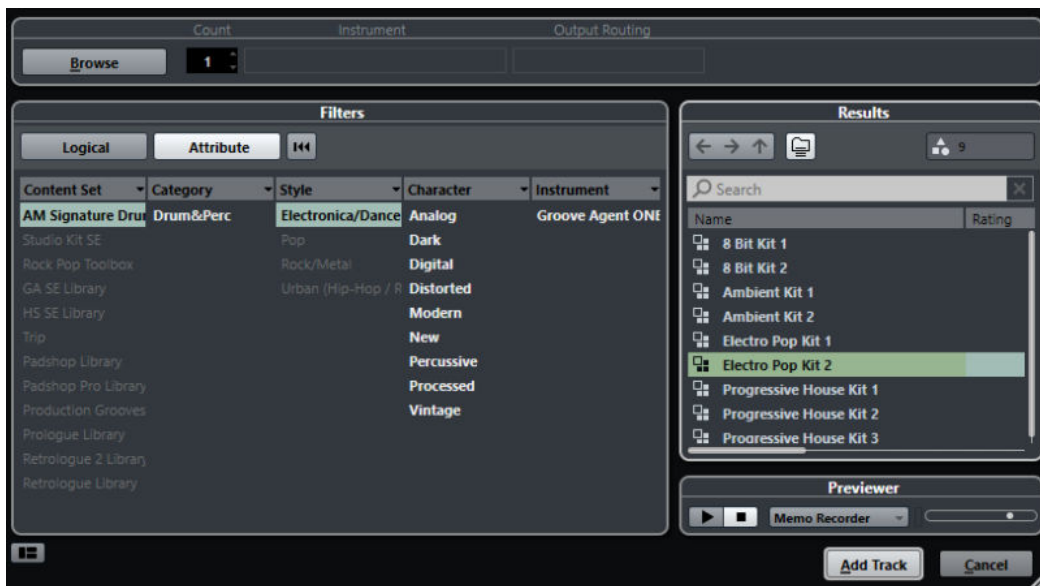 Count Instrument Output Routing
Browse 1
Filters
Logical Attribute
Content Set Category Style Character Instrument
AM Signature Dru Drum&Perc Electronica/Dance Analog Groove Agent ONE
Studio Kit SE Pop Dark
Rock Pop Toolbox Rock/Metal Digital
GA SE Library Urban (Hip-Hop / R Distorted
HS SE Library Modern
Trip New
Padshop Library Percussive
Padshop Pro Library Processed
Production Grooves Vintage
Prologue Library
Retrologue 2 Library
Retrologue Library
Results
9
Search
Name Rating
8 Bit Kit 1
8 Bit Kit 2
Ambient Kit 1
Ambient Kit 2
Electro Pop Kit 1
Electro Pop Kit 2
Progressive House Kit 1
Progressive House Kit 2
Progressive House Kit 3
Previewer
Memo Recorder
Add Track Cancel